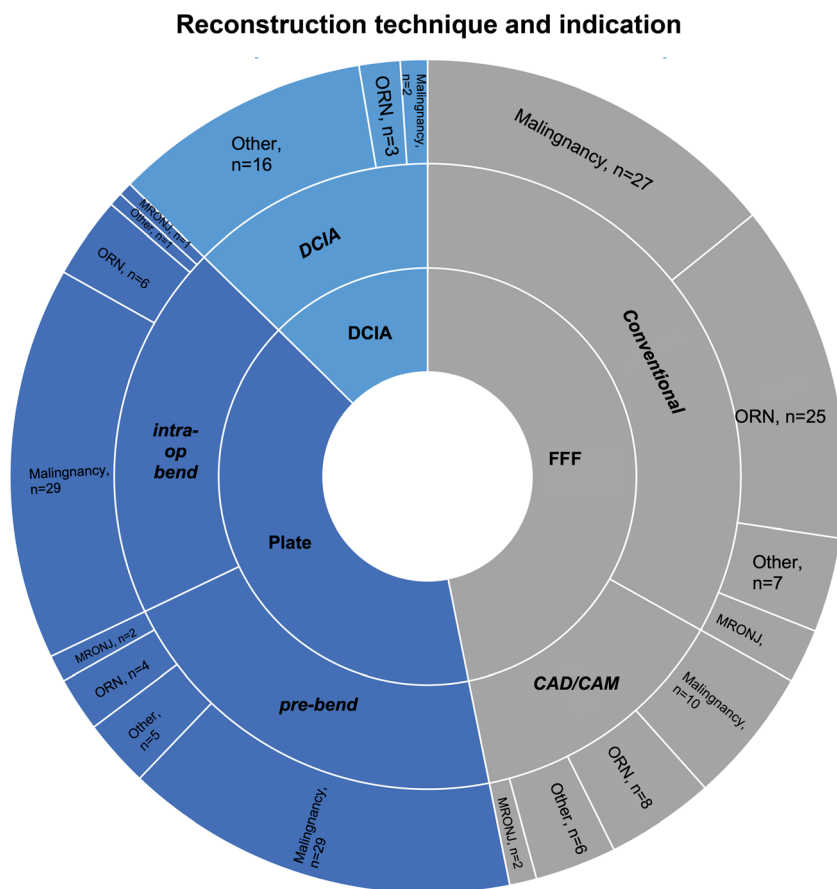 Reconstruction technique and indication
Malingnancy, n=27
ORN, n=25
Other,
n=7
MRONJ,
Malingnancy,
n=10
ORN, n=8
Other, n=6
MRONJ, n=2
Malingnancy,
n=29
Other,
n=5
ORN, n=4
MRONJ, n=2
Malingnancy,
n=29
ORN, n=6
Other, n=1
MRONJ, n=1
Other,
n=16
ORN, n=3
Malingnancy,
n=2
Conventional
CAD/CAM
pre-bend
intra-
op
bend
DCIA
FFF
Plate
DCIA